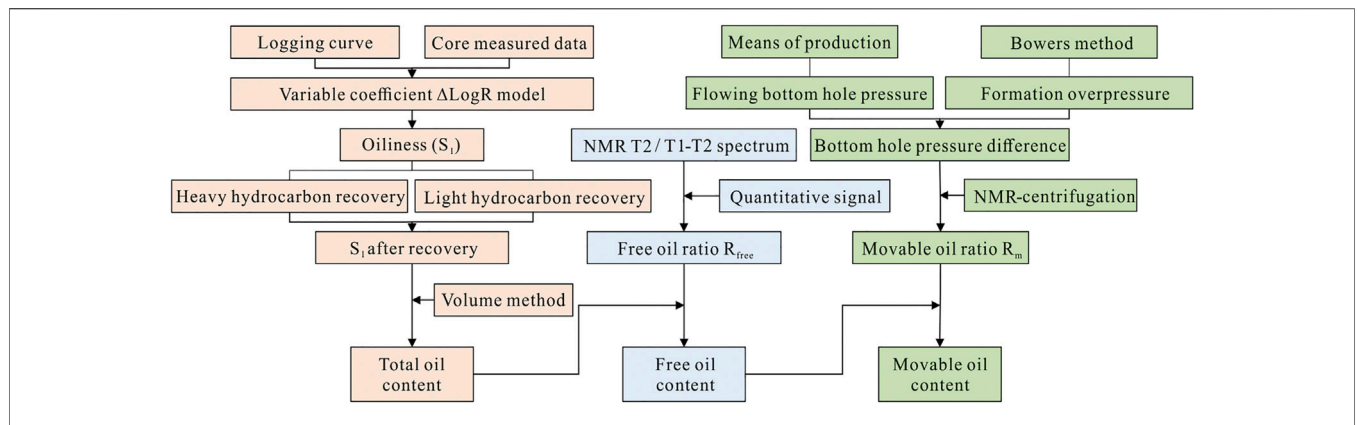 Logging curve
Core measured data
Variable coefficient ΔLogR model
Oiliness (S₁)
Heavy hydrocarbon recovery
Light hydrocarbon recovery
S₁ after recovery
Volume method
Total oil
content
NMR T2 / T1-T2 spectrum
Quantitative signal
Free oil ratio R_free
Free oil
content
Means of production
Bowers method
Flowing bottom hole pressure
Formation overpressure
Bottom hole pressure difference
NMR-centrifugation
Movable oil ratio Rₘ
Movable oil
content